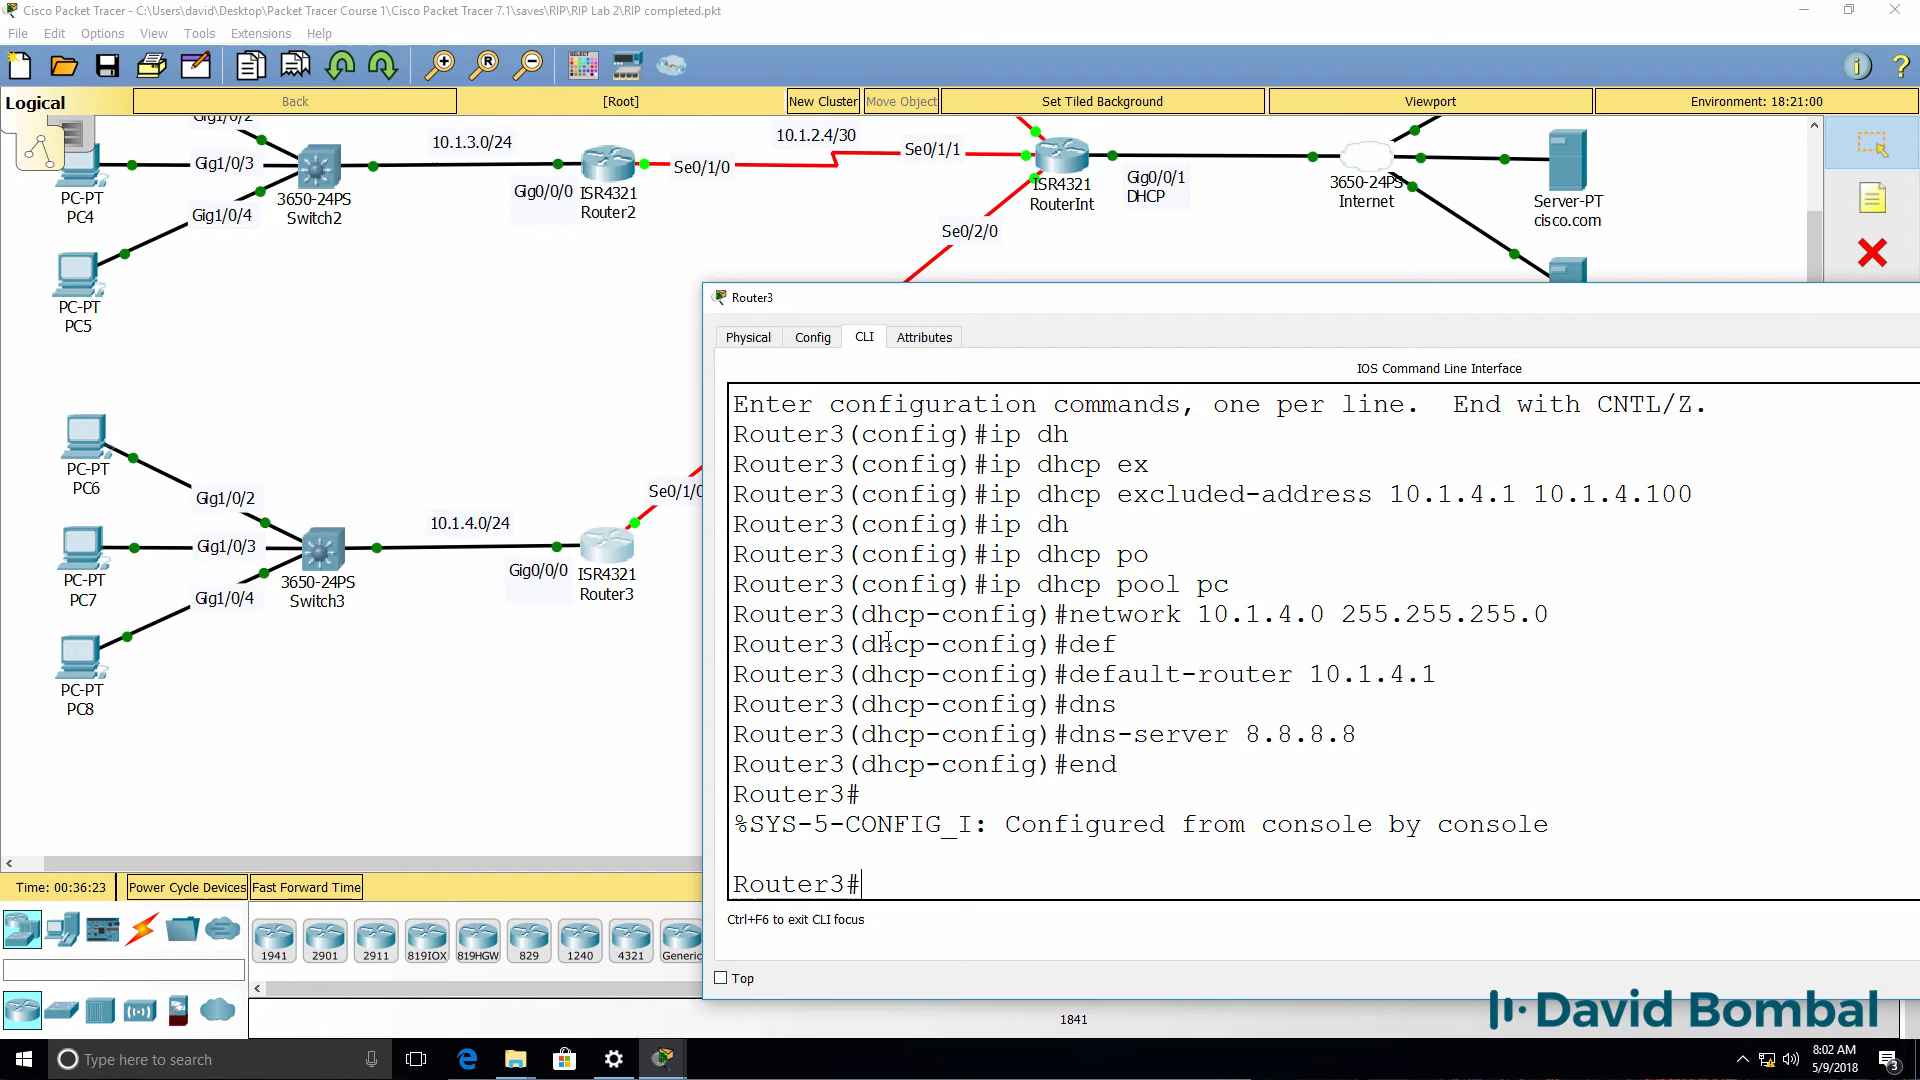 Cisco Packet Tracer - C:\Users\david\Desktop\Packet Tracer Course 1\Cisco Packet Tracer 7.1\saves\RIP\RIP Lab 2\RIP completed.pkt
File Edit Options View Tools Extensions Help
Logical
Back
[Root]
New Cluster
Move Object
Set Tiled Background
Viewport
Environment: 18:21:00
Gig1/0/2
Gig1/0/3
Gig1/0/4
PC-PT
PC4
PC-PT
PC5
3650-24PS
Switch2
10.1.3.0/24
Gig0/0/0
ISR4321
Router2
Se0/1/0
10.1.2.4/30
Se0/1/1
Se0/2/0
ISR4321
RouterInt
Gig0/0/1
DHCP
3650-24PS
Internet
Server-PT
cisco.com
PC-PT
PC6
PC-PT
PC7
PC-PT
PC8
Gig1/0/2
Gig1/0/3
Gig1/0/4
3650-24PS
Switch3
10.1.4.0/24
Gig0/0/0
ISR4321
Router3
Se0/1/0
Router3
Physical Config CLI Attributes
IOS Command Line Interface
Enter configuration commands, one per line. End with CNTL/Z.
Router3(config)#ip dh
Router3(config)#ip dhcp ex
Router3(config)#ip dhcp excluded-address 10.1.4.1 10.1.4.100
Router3(config)#ip dh
Router3(config)#ip dhcp po
Router3(config)#ip dhcp pool pc
Router3(dhcp-config)#network 10.1.4.0 255.255.255.0
Router3(dhcp-config)#def
Router3(dhcp-config)#default-router 10.1.4.1
Router3(dhcp-config)#dns
Router3(dhcp-config)#dns-server 8.8.8.8
Router3(dhcp-config)#end
Router3#
%SYS-5-CONFIG_I: Configured from console by console
Router3#
Ctrl+F6 to exit CLI focus
Top
Time: 00:36:23
Power Cycle Devices
Fast Forward Time
1941 2901 2911 819IOX 819HGW 829 1240 4321 Generic
1841
David Bombal
Type here to search
8:02 AM
5/9/2018
3